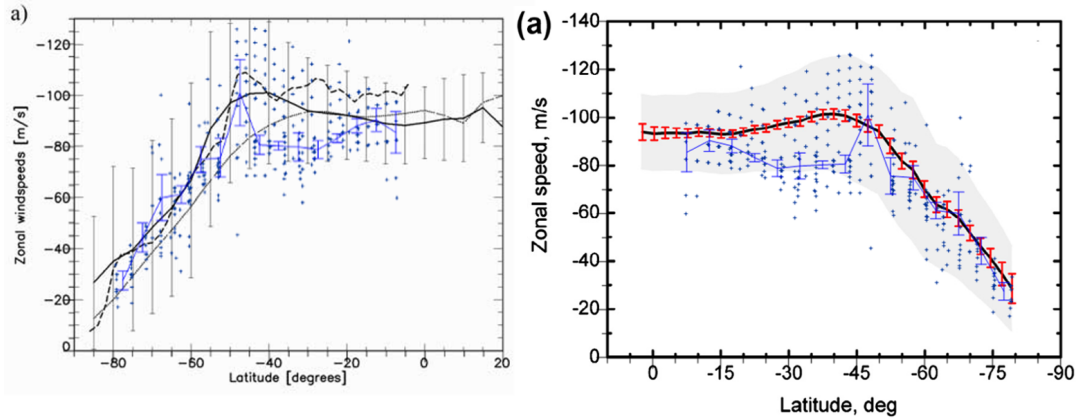 a)
Zonal windspeeds [m/s]
-120
-100
-80
-60
-40
-20
0
-80 -60 -40 -20 0 20
Latitude [degrees]
(a)
Zonal speed, m/s
-140
-120
-100
-80
-60
-40
-20
0
0 -15 -30 -45 -60 -75 -90
Latitude, deg